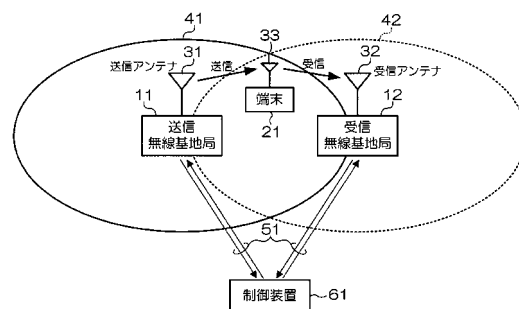 41
42
33
31
32
送信アンテナ
送信
受信
受信アンテナ
11
端末
12
送信
無線基地局
21
受信
無線基地局
51
制御装置
61